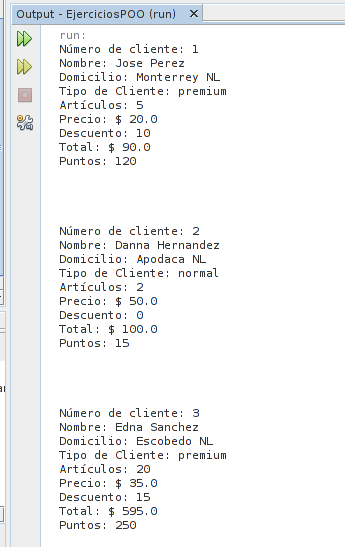 Output - EjerciciosPOO (run)
run:
Número de cliente: 1
Nombre: Jose Perez
Domicilio: Monterrey NL
Tipo de Cliente: premium
Artículos: 5
Precio: $ 20.0
Descuento: 10
Total: $ 90.0
Puntos: 120
Número de cliente: 2
Nombre: Danna Hernandez
Domicilio: Apodaca NL
Tipo de Cliente: normal
Artículos: 2
Precio: $ 50.0
Descuento: 0
Total: $ 100.0
Puntos: 15
Número de cliente: 3
Nombre: Edna Sanchez
Domicilio: Escobedo NL
Tipo de Cliente: premium
Artículos: 20
Precio: $ 35.0
Descuento: 15
Total: $ 595.0
Puntos: 250